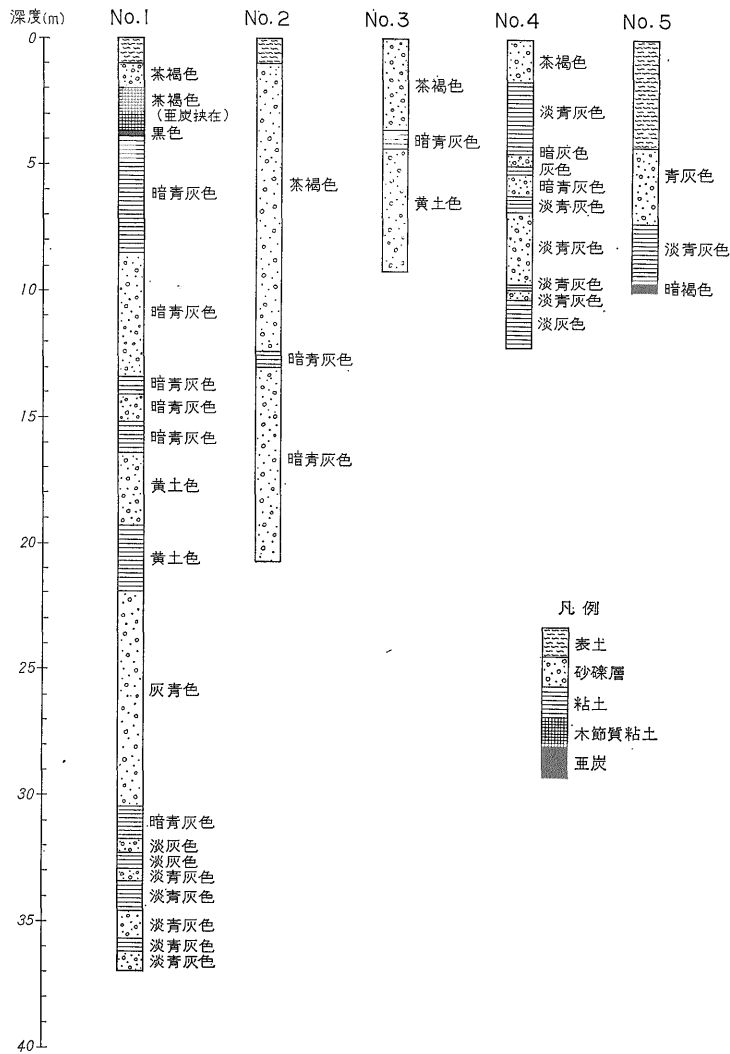 深度(m)
No.1
No.2
No.3
No.4
No.5
0
5
10
15
20
25
30
35
40
茶褐色
茶褐色
(亜炭挟在)
黒色
暗青灰色
暗青灰色
暗青灰色
暗青灰色
暗青灰色
黄土色
黄土色
灰青色
暗青灰色
淡灰色
淡灰色
淡青灰色
淡青灰色
淡青灰色
淡青灰色
淡青灰色
茶褐色
暗青灰色
暗青灰色
茶褐色
暗青灰色
黄土色
茶褐色
淡青灰色
暗灰色
灰色
暗青灰色
淡青灰色
淡青灰色
淡青灰色
淡青灰色
淡灰色
青灰色
淡青灰色
暗褐色
凡例
表土
砂礫層
粘土
木節質粘土
亜炭